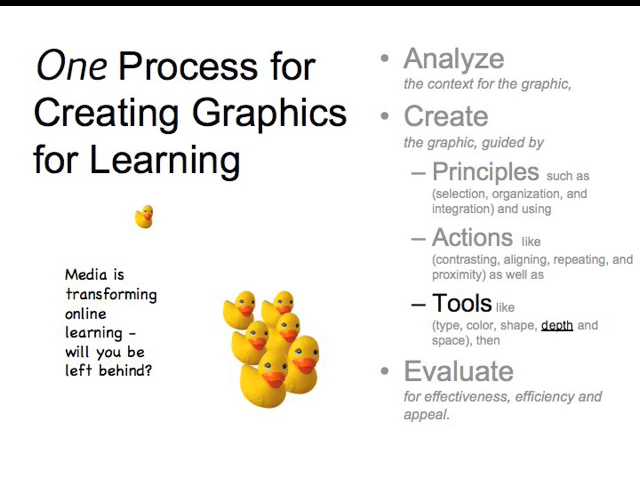 One Process for
Creating Graphics
for Learning
Media is
transforming
online
learning –
will you be
left behind?
• Analyze
the context for the graphic,
• Create
the graphic, guided by
– Principles such as
(selection, organization, and
integration) and using
– Actions like
(contrasting, aligning, repeating, and
proximity) as well as
– Tools like
(type, color, shape, depth and
space), then
• Evaluate
for effectiveness, efficiency and
appeal.